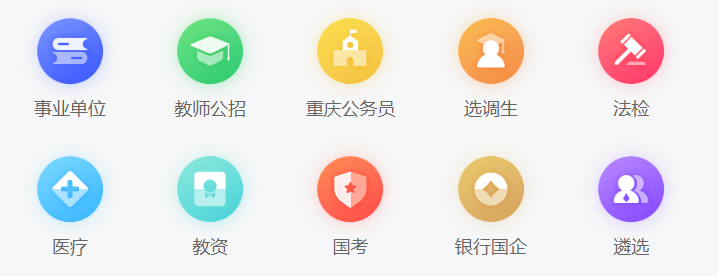 事业单位
教师公招
重庆公务员
选调生
法检
医疗
教资
国考
银行国企
遴选